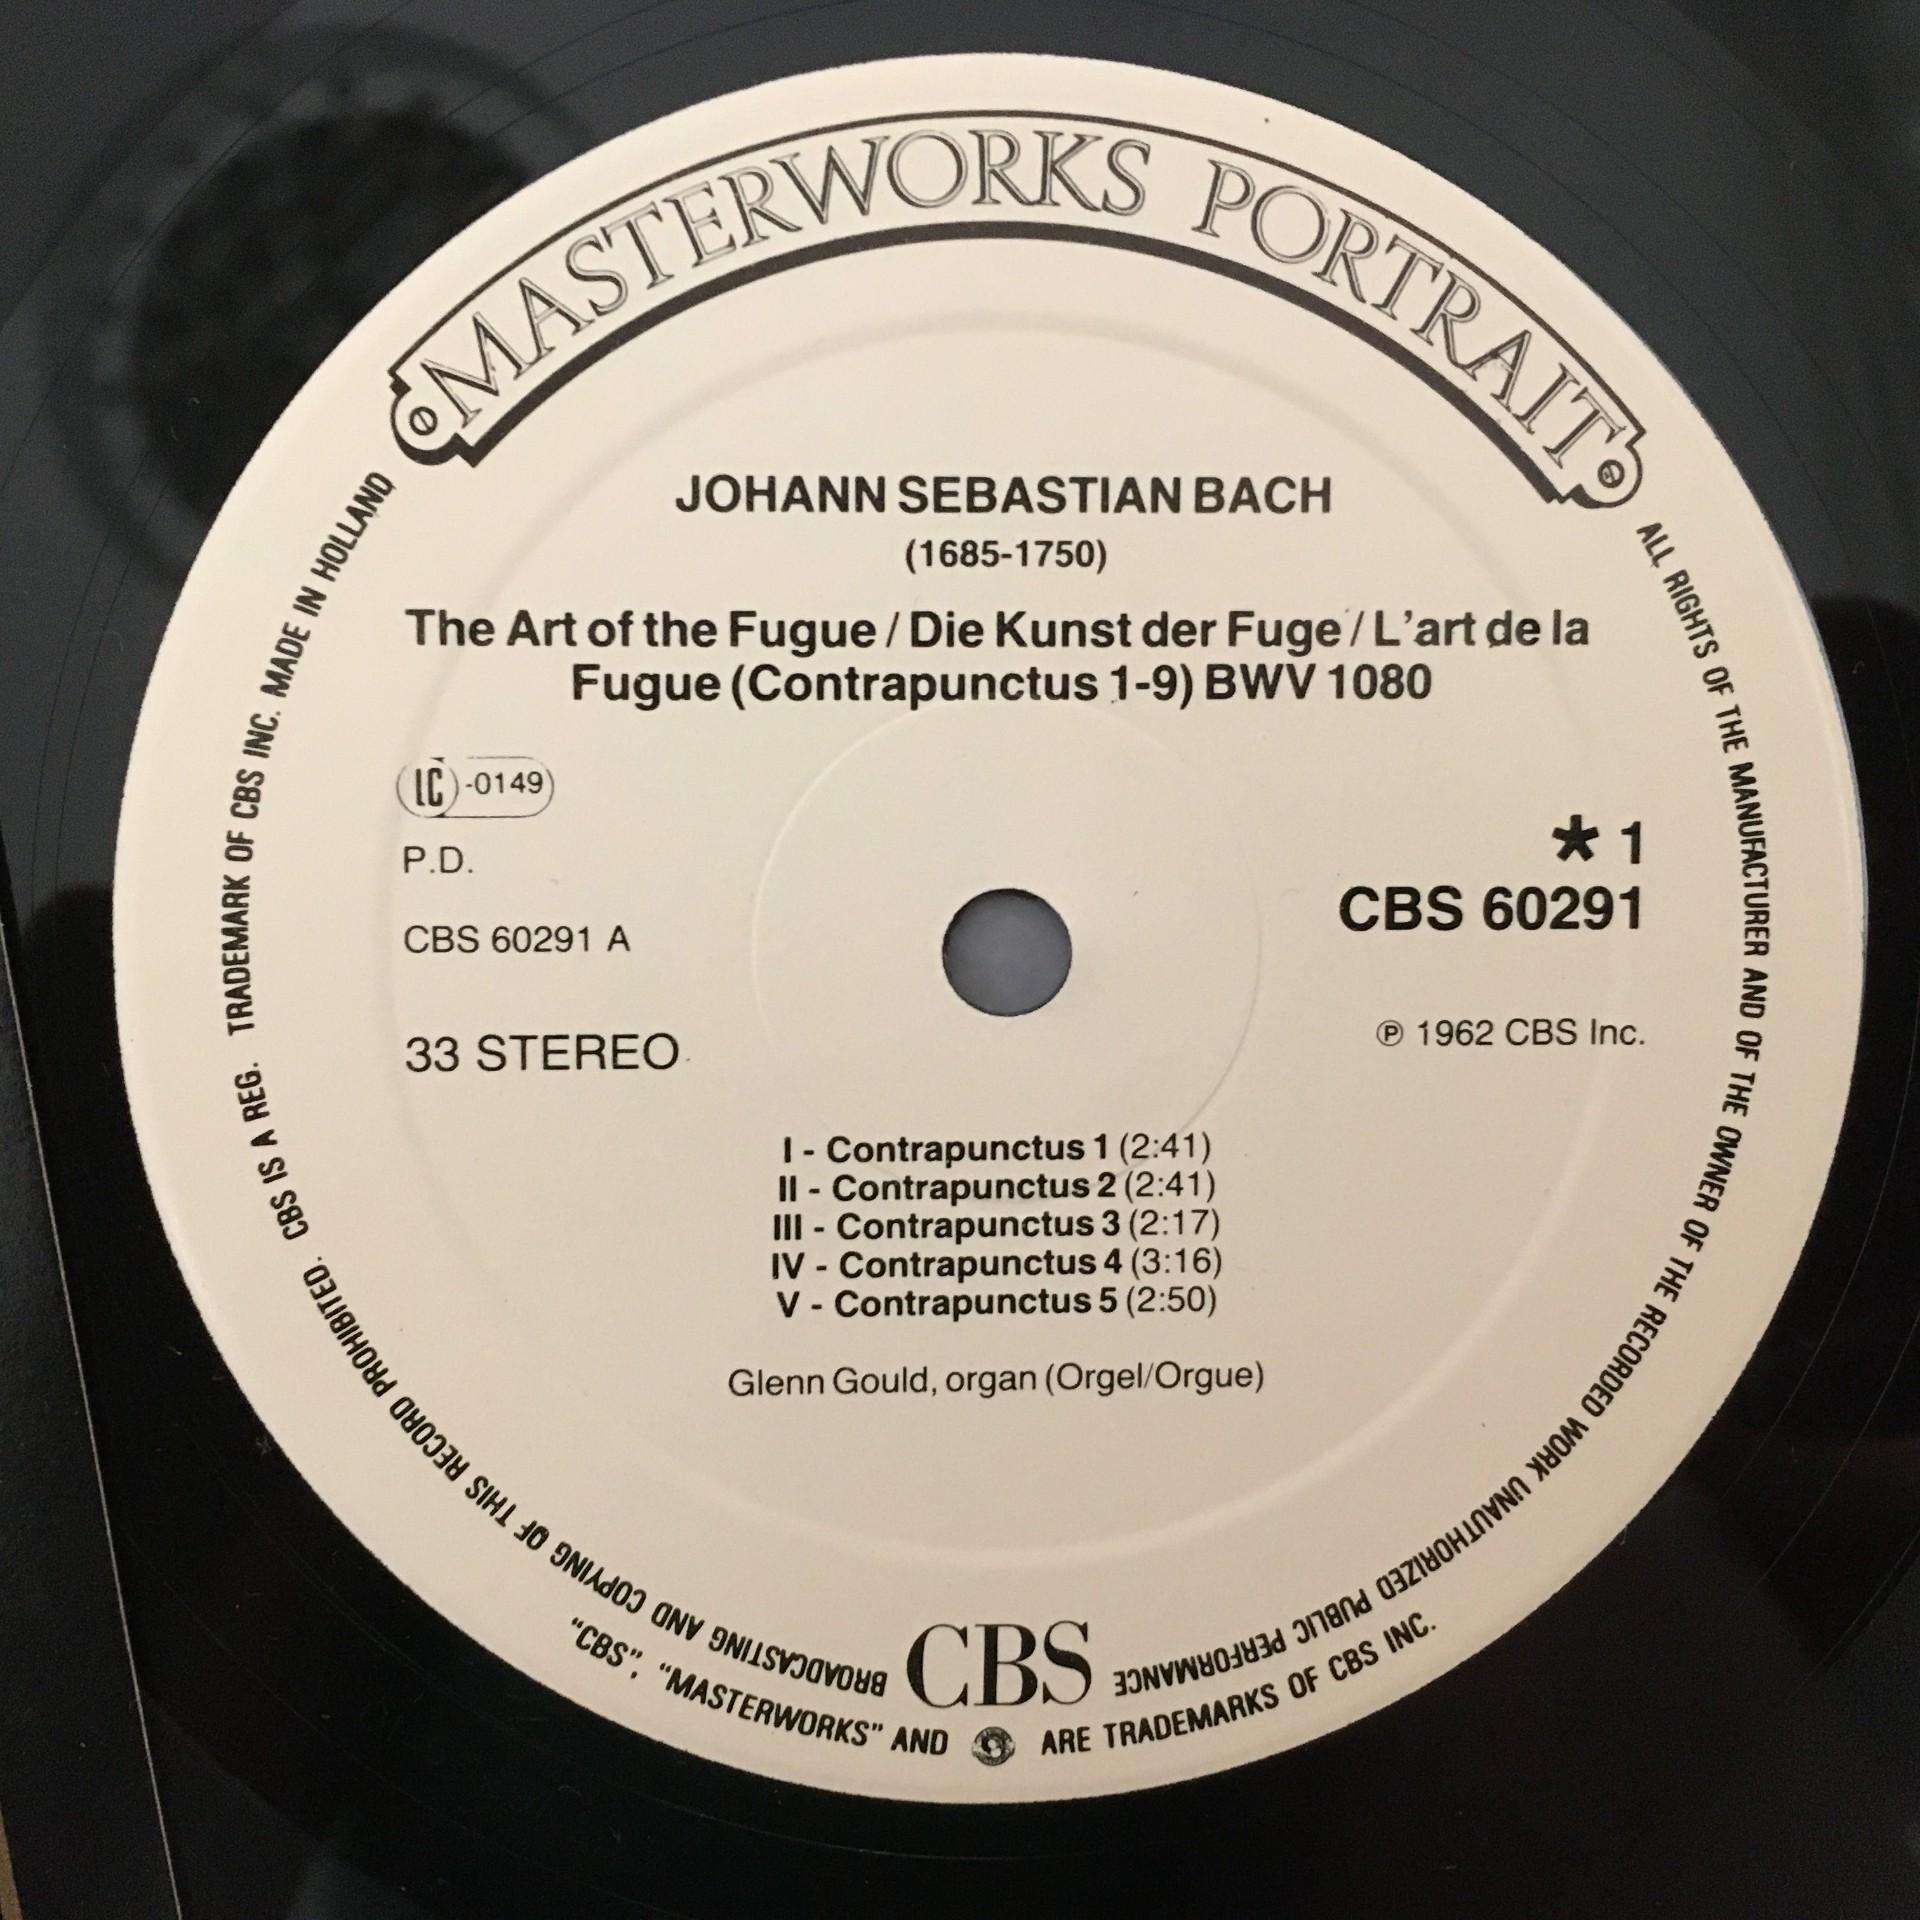 MASTERWORKS PORTRAIT
JOHANN SEBASTIAN BACH
(1685-1750)
The Art of the Fugue / Die Kunst der Fuge / L'art de la
Fugue (Contrapunctus 1-9) BWV 1080
LC -0149
P.D.
CBS 60291 A
33 STEREO
* 1
CBS 60291
℗ 1962 CBS Inc.
I - Contrapunctus 1 (2:41)
II - Contrapunctus 2 (2:41)
III - Contrapunctus 3 (2:17)
IV - Contrapunctus 4 (3:16)
V - Contrapunctus 5 (2:50)
Glenn Gould, organ (Orgel/Orgue)
CBS
ALL RIGHTS OF THE MANUFACTURER AND OF THE OWNER OF THE RECORDED WORK UNAUTHORIZED PUBLIC PERFORMANCE
BROADCASTING AND COPYING OF THIS RECORD PROHIBITED. CBS IS A REG. TRADEMARK OF CBS INC. MADE IN HOLLAND
"CBS", "MASTERWORKS" AND ARE TRADEMARKS OF CBS INC.